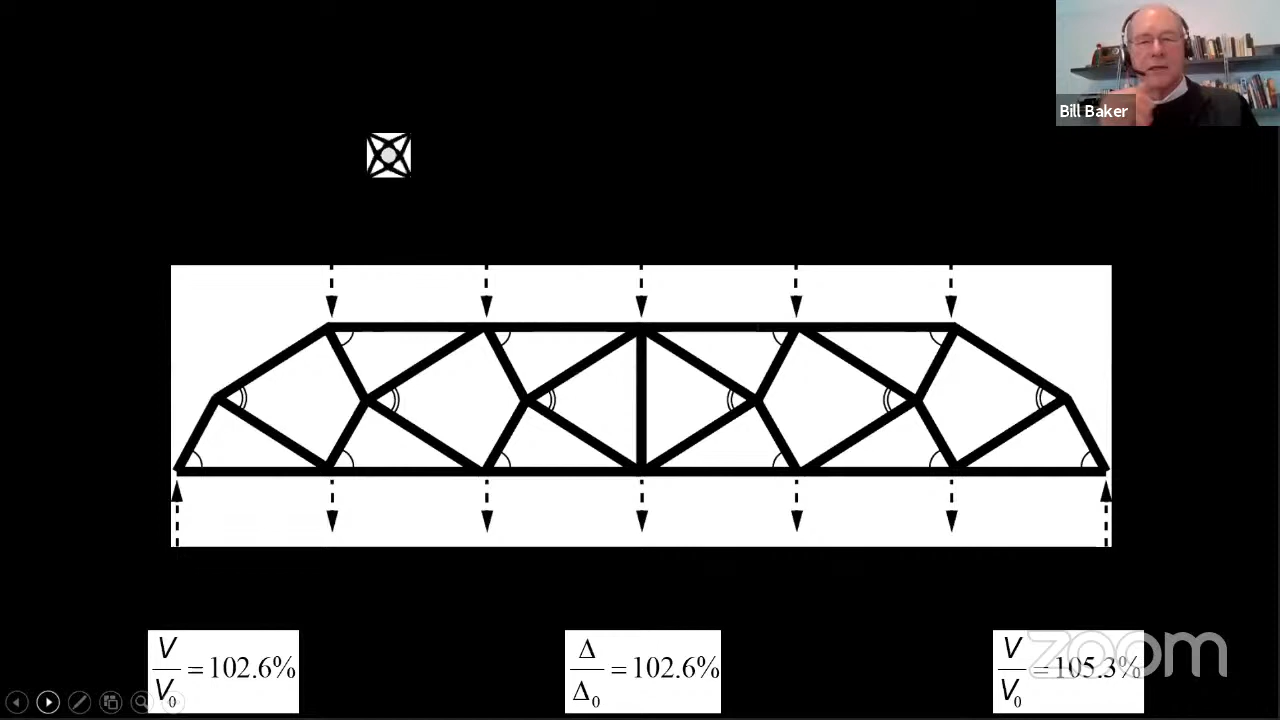 Bill Baker
V/V₀ = 102.6%
Δ/Δ₀ = 102.6%
V/V₀ = 105.3%
zoom